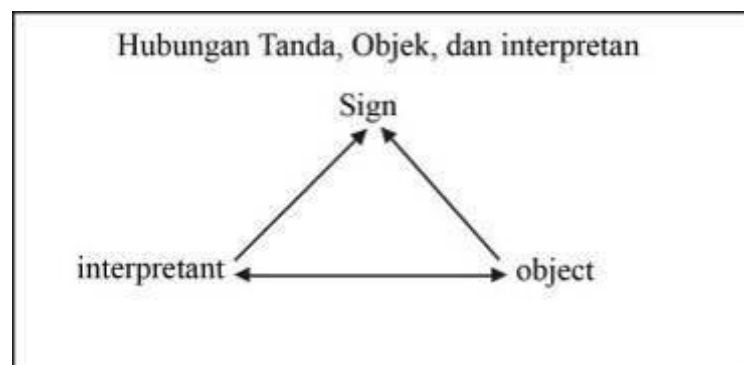 Hubungan Tanda, Objek, dan interpretan
Sign
interpretant
object